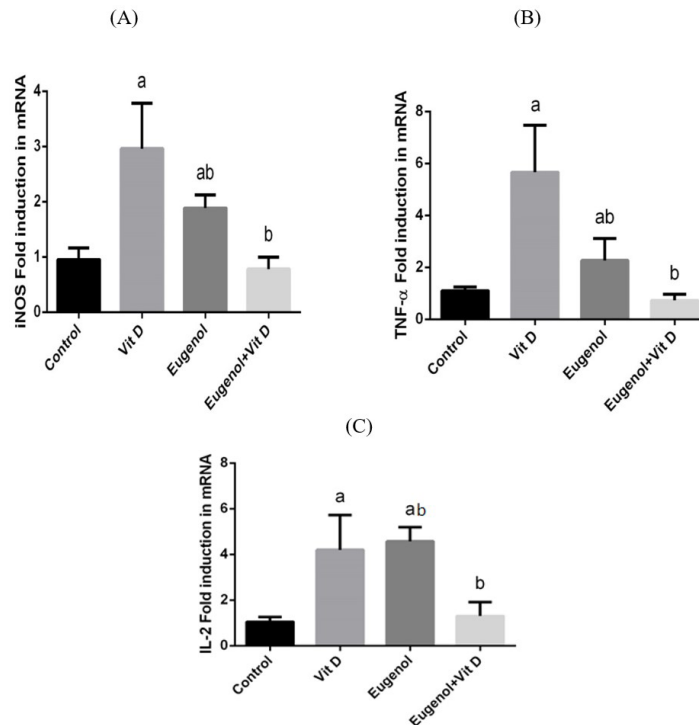 (A)
iNOS Fold induction in mRNA
4
3
2
1
0
a
ab
b
Control
Vit D
Eugenol
Eugenol+Vit D
(B)
TNF-α Fold induction in mRNA
8
6
4
2
0
a
ab
b
Control
Vit D
Eugenol
Eugenol+Vit D
(C)
IL-2 Fold induction in mRNA
8
6
4
2
0
a
ab
b
Control
Vit D
Eugenol
Eugenol+Vit D